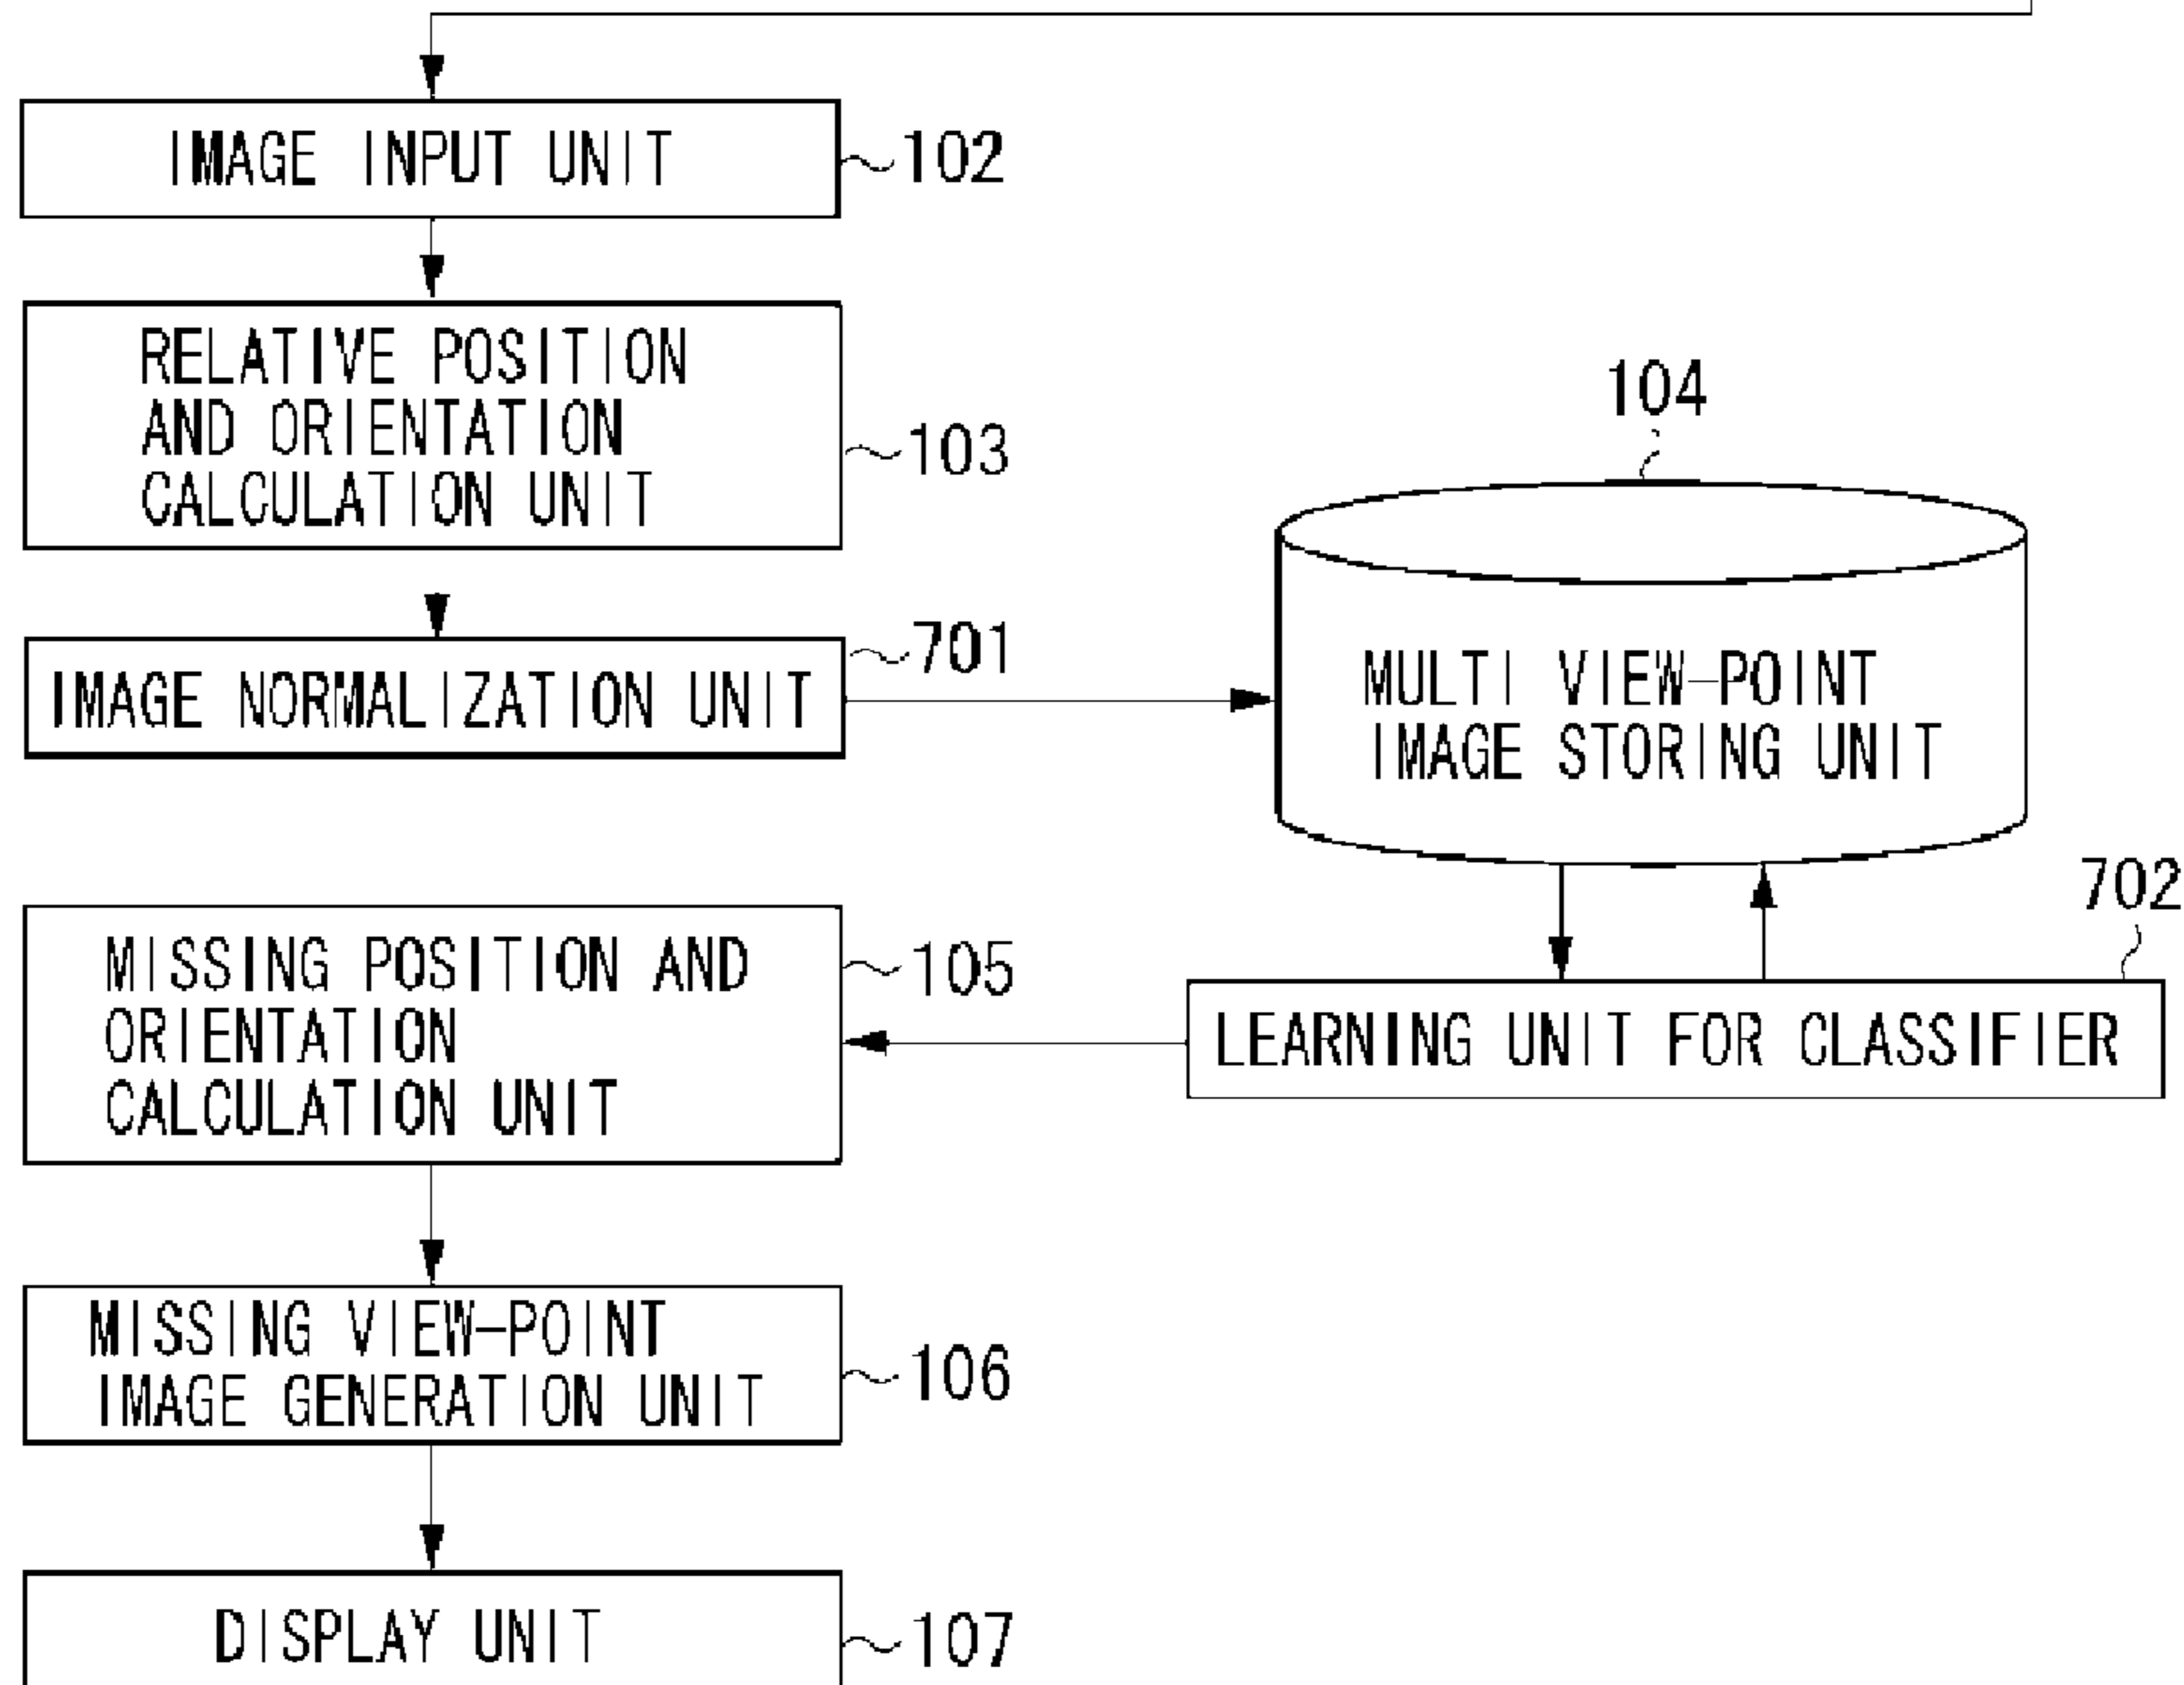 IMAGE INPUT UNIT
102
RELATIVE POSITION
AND ORIENTATION
CALCULATION UNIT
103
104
701
IMAGE NORMALIZATION UNIT
MULTI VIEW-POINT
IMAGE STORING UNIT
702
MISSING POSITION AND
ORIENTATION
CALCULATION UNIT
105
LEARNING UNIT FOR CLASSIFIER
MISSING VIEW-POINT
IMAGE GENERATION UNIT
106
DISPLAY UNIT
107